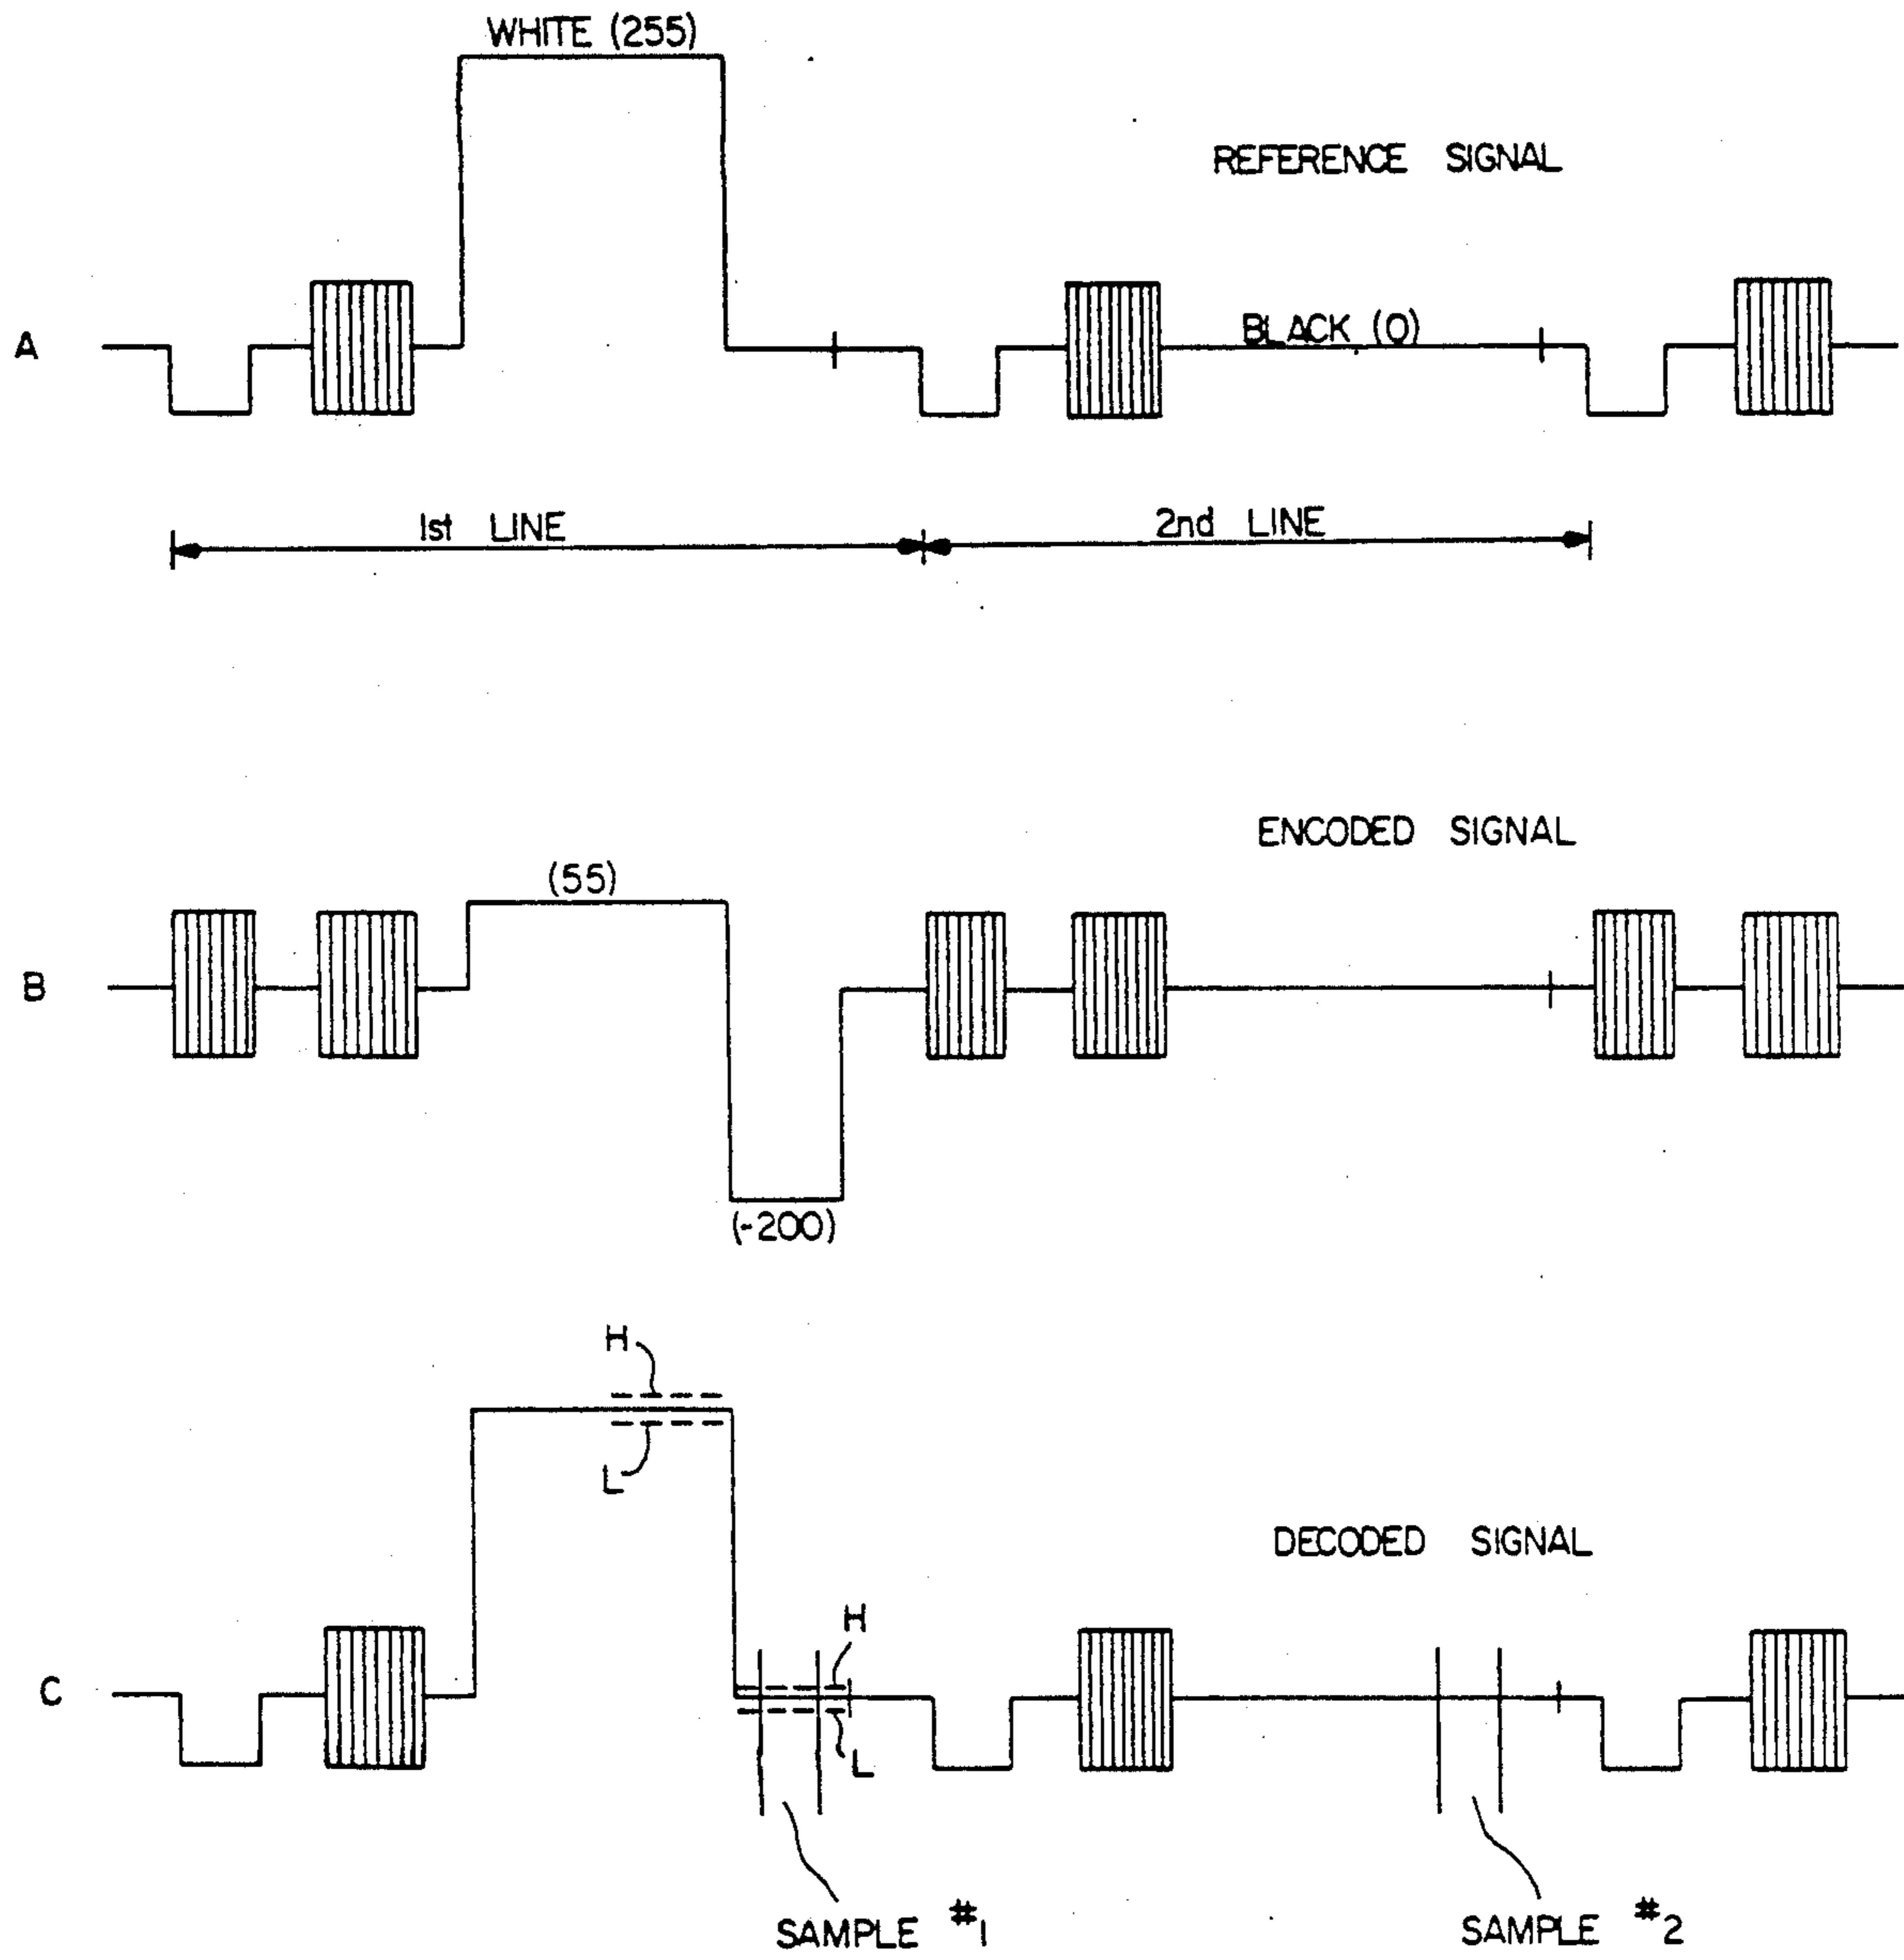 WHITE (255)
REFERENCE SIGNAL
A
BLACK (0)
1st LINE
2nd LINE
ENCODED SIGNAL
(55)
B
(-200)
H
L
DECODED SIGNAL
H
C
L
SAMPLE #1
SAMPLE #2